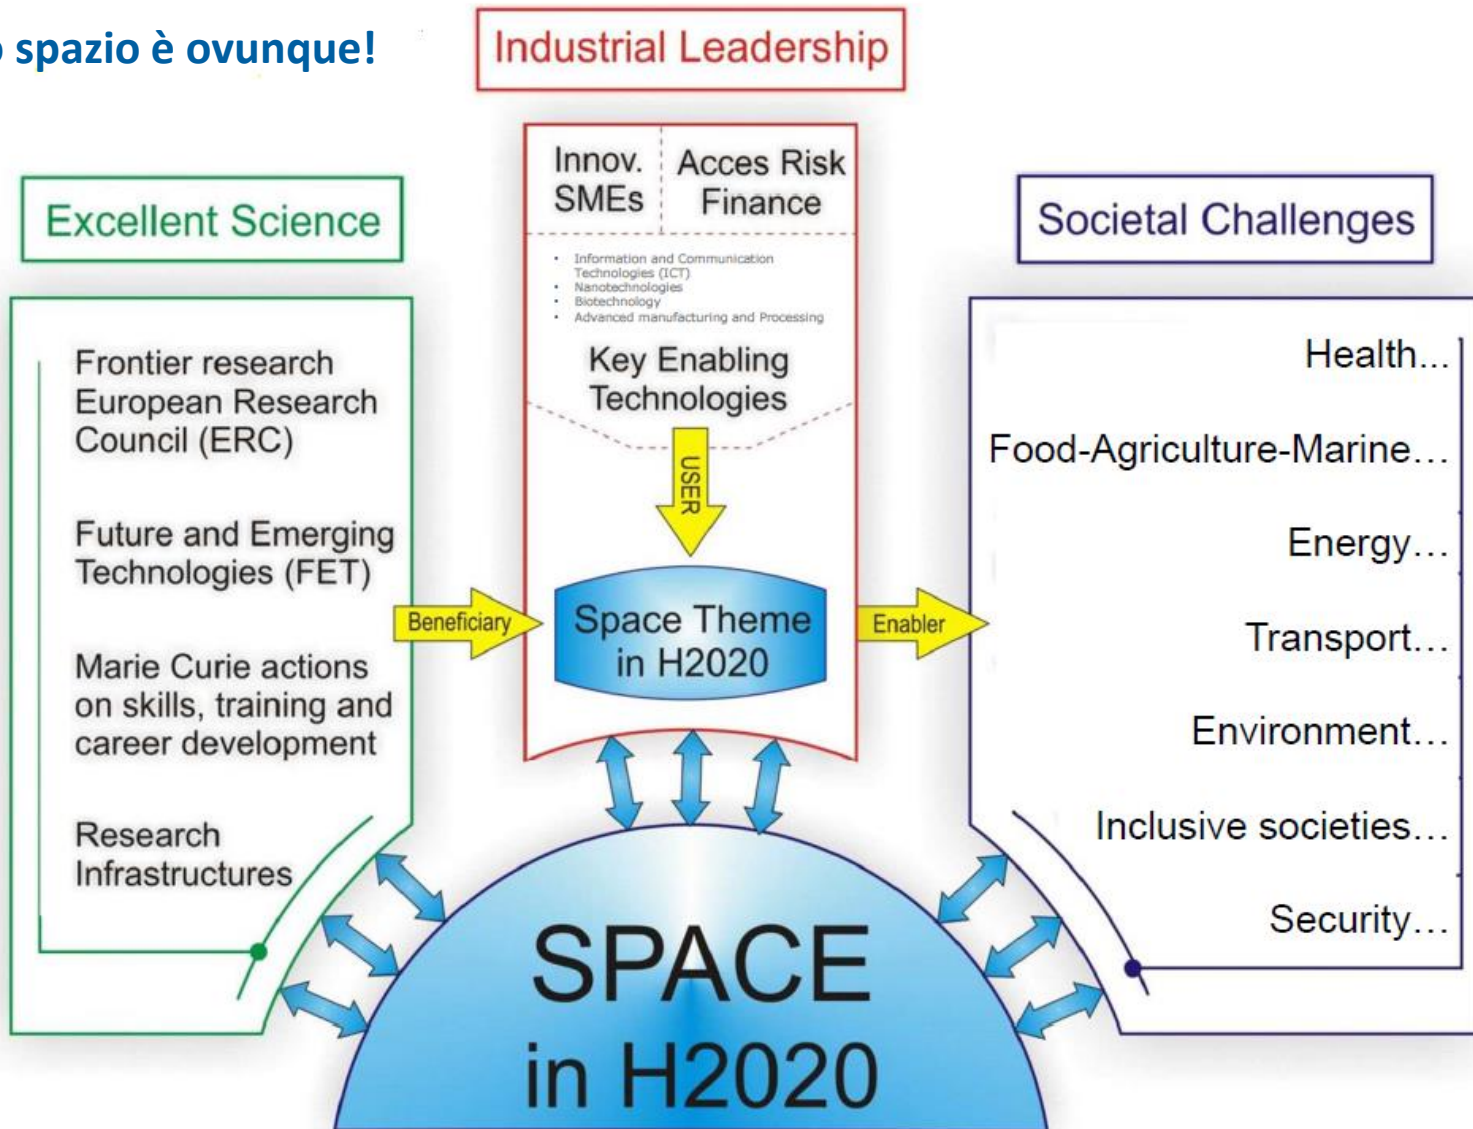 spazio è ovunque!
Industrial Leadership
Excellent Science
Societal Challenges
Innov.
SMEs
Acces Risk
Finance
• Information and Communication
Technologies (ICT)
• Nanotechnologies
• Biotechnology
• Advanced manufacturing and Processing
Key Enabling
Technologies
USER
Space Theme
in H2020
Beneficiary
Enabler
Frontier research
European Research
Council (ERC)
Future and Emerging
Technologies (FET)
Marie Curie actions
on skills, training and
career development
Research
Infrastructures
Health...
Food-Agriculture-Marine...
Energy...
Transport...
Environment...
Inclusive societies...
Security...
SPACE
in H2020